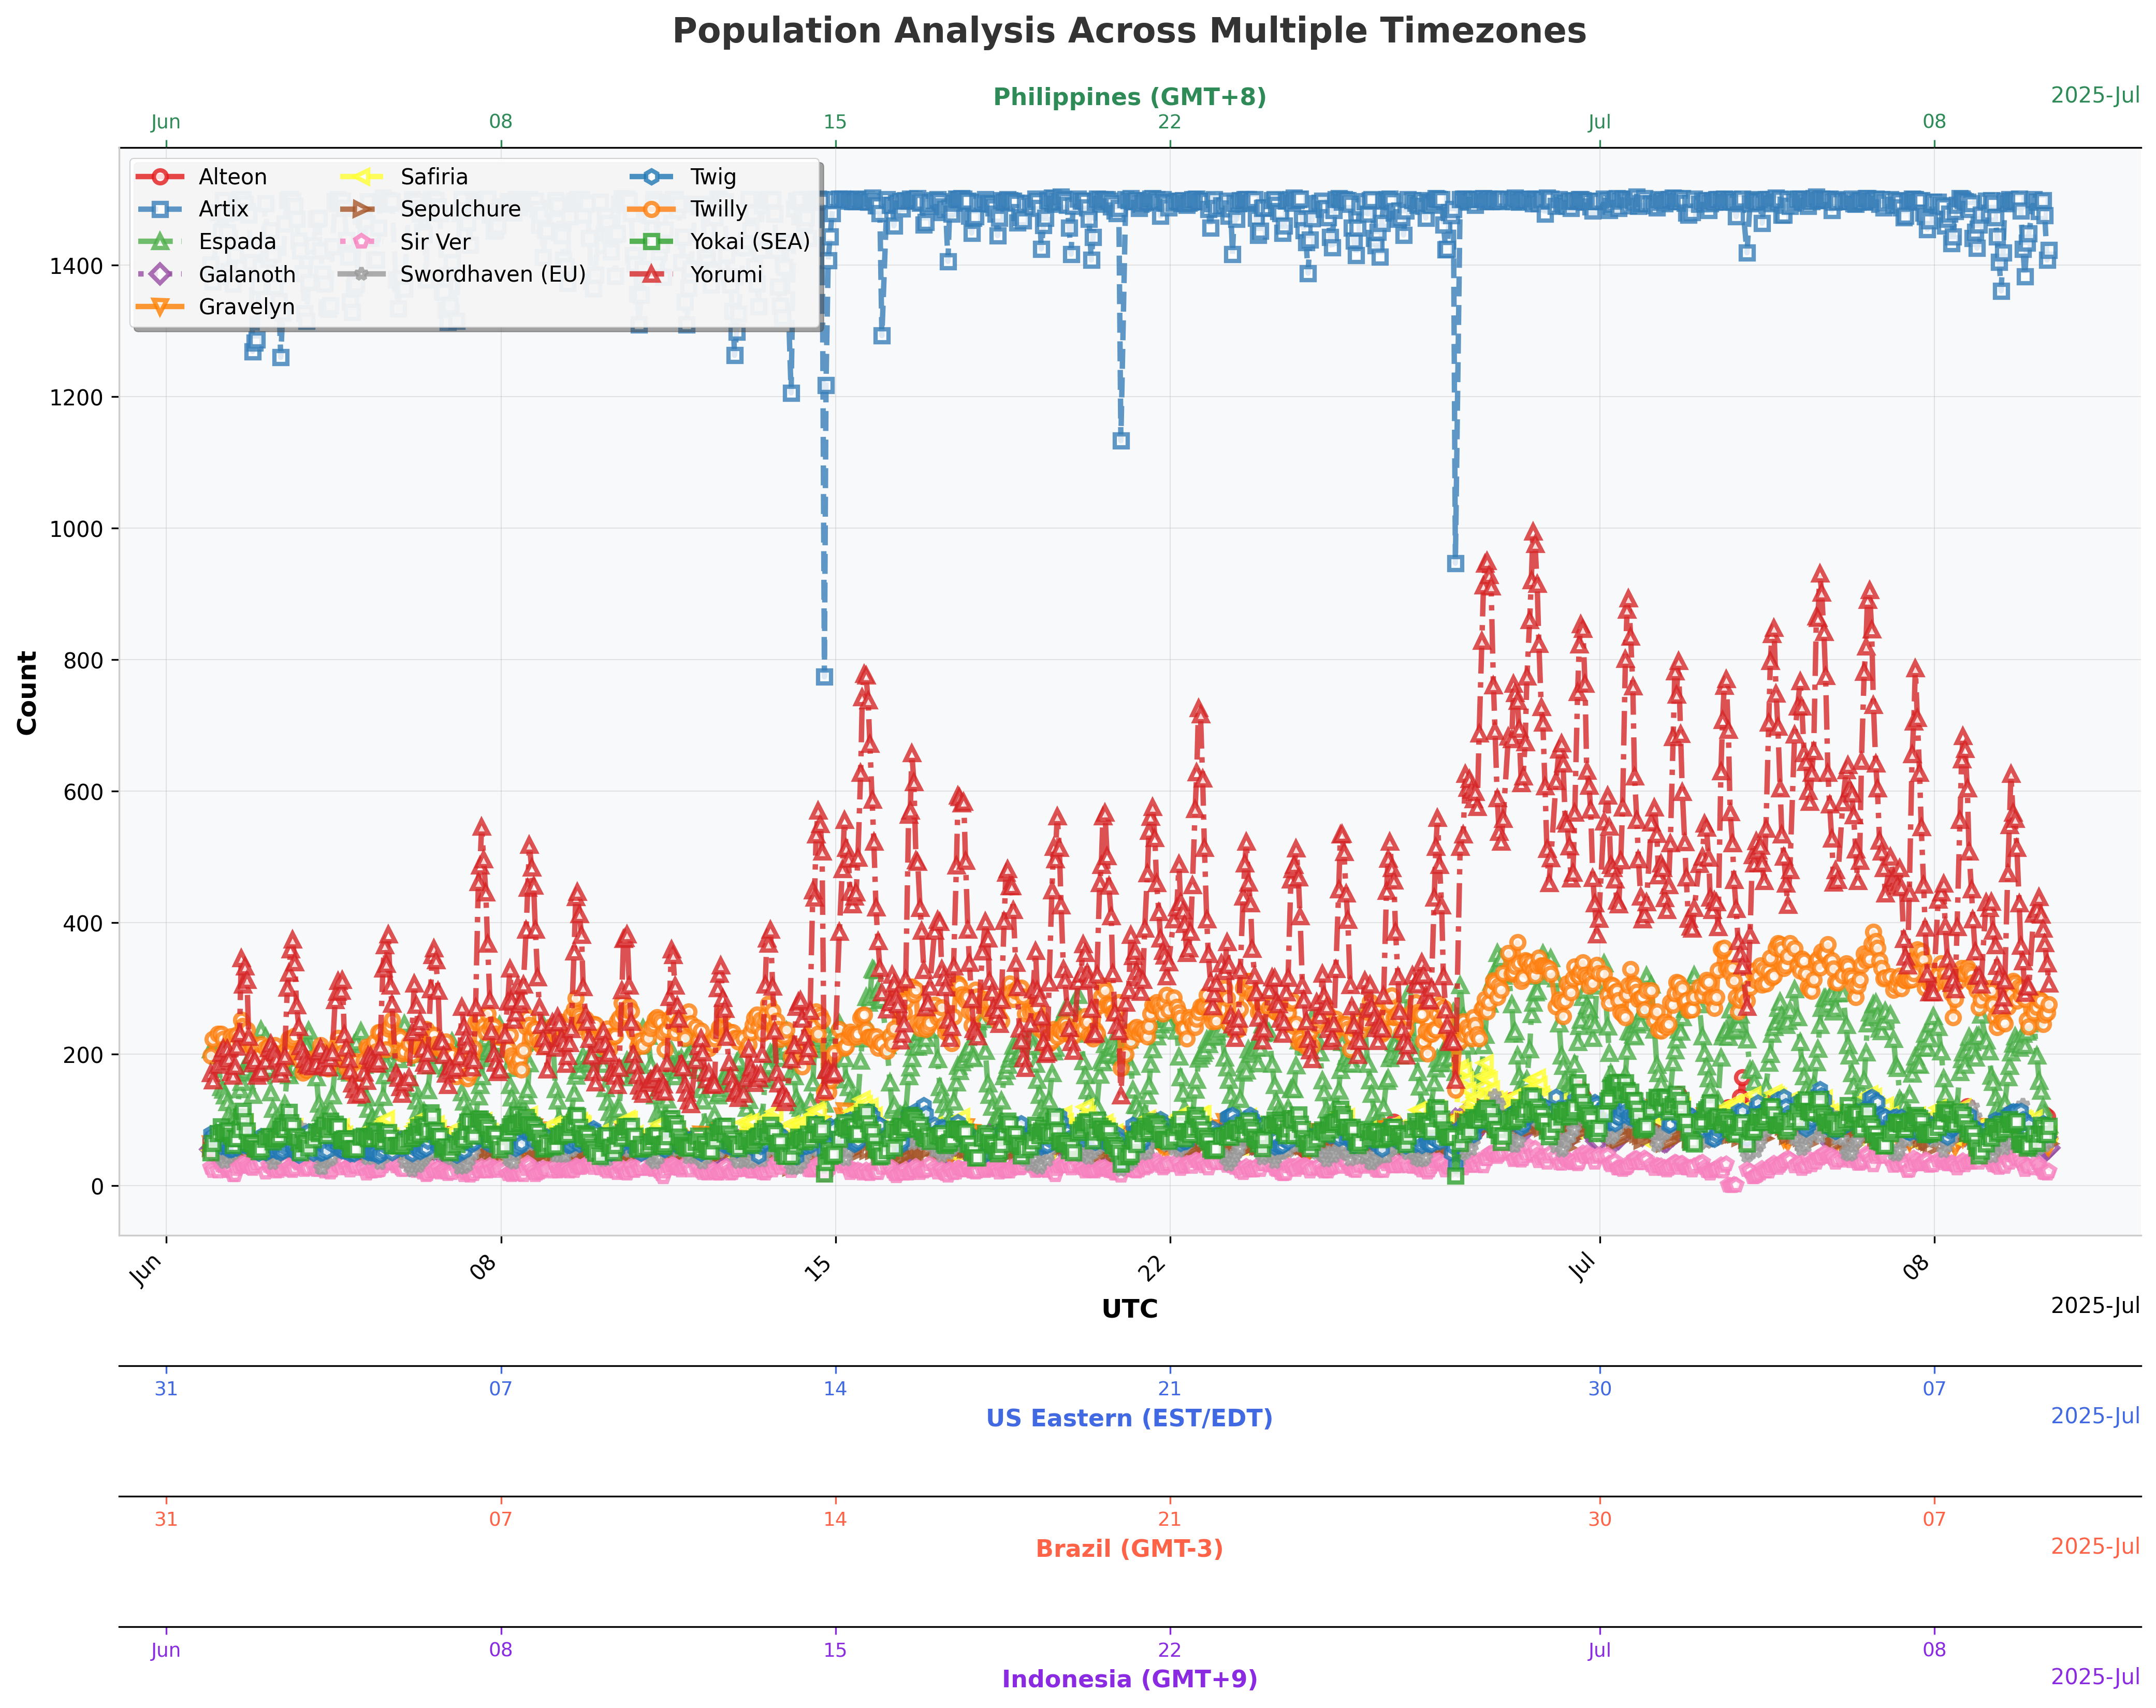 Population Analysis Across Multiple Timezones
Philippines (GMT+8)
2025-Jul
Jun 08 15 22 Jul 08
Alteon
Artix
Espada
Galanoth
Gravelyn
Safiria
Sepulchure
Sir Ver
Swordhaven (EU)
Twig
Twilly
Yokai (SEA)
Yorumi
Count
1400
1200
1000
800
600
400
200
0
Jun 08 15 22 Jul 08
UTC
2025-Jul
31 07 14 21 30 07
US Eastern (EST/EDT)
2025-Jul
31 07 14 21 30 07
Brazil (GMT-3)
2025-Jul
Jun 08 15 22 Jul 08
Indonesia (GMT+9)
2025-Jul